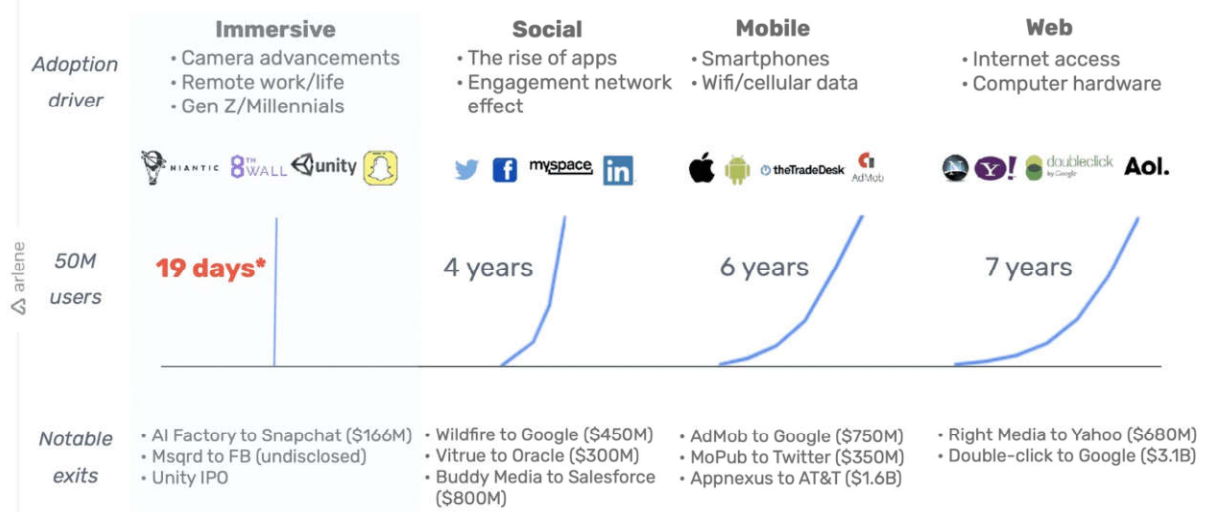 Immersive
Social
Mobile
Web
Adoption
driver
• Camera advancements
• Remote work/life
• Gen Z/Millennials
• The rise of apps
• Engagement network
effect
• Smartphones
• Wifi/cellular data
• Internet access
• Computer hardware
NIANTIC
8TH
WALL
unity
f
myspace
in
theTradeDesk
AdMob
N
Y!
doubleclick
by Google
Aol.
arlene
50M
users
19 days*
4 years
6 years
7 years
Notable
exits
• AI Factory to Snapchat ($166M)
• Msqrd to FB (undisclosed)
• Unity IPO
• Wildfire to Google ($450M)
• Vitrue to Oracle ($300M)
• Buddy Media to Salesforce
($800M)
• AdMob to Google ($750M)
• MoPub to Twitter ($350M)
• Appnexus to AT&T ($1.6B)
• Right Media to Yahoo ($680M)
• Double-click to Google ($3.1B)